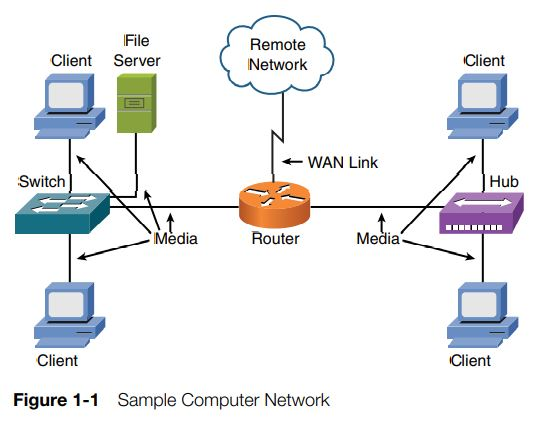 File
Client
Server
Remote
Network
Client
WAN Link
Switch
Hub
Media
Router
Media
Client
Client
Figure 1-1 Sample Computer Network